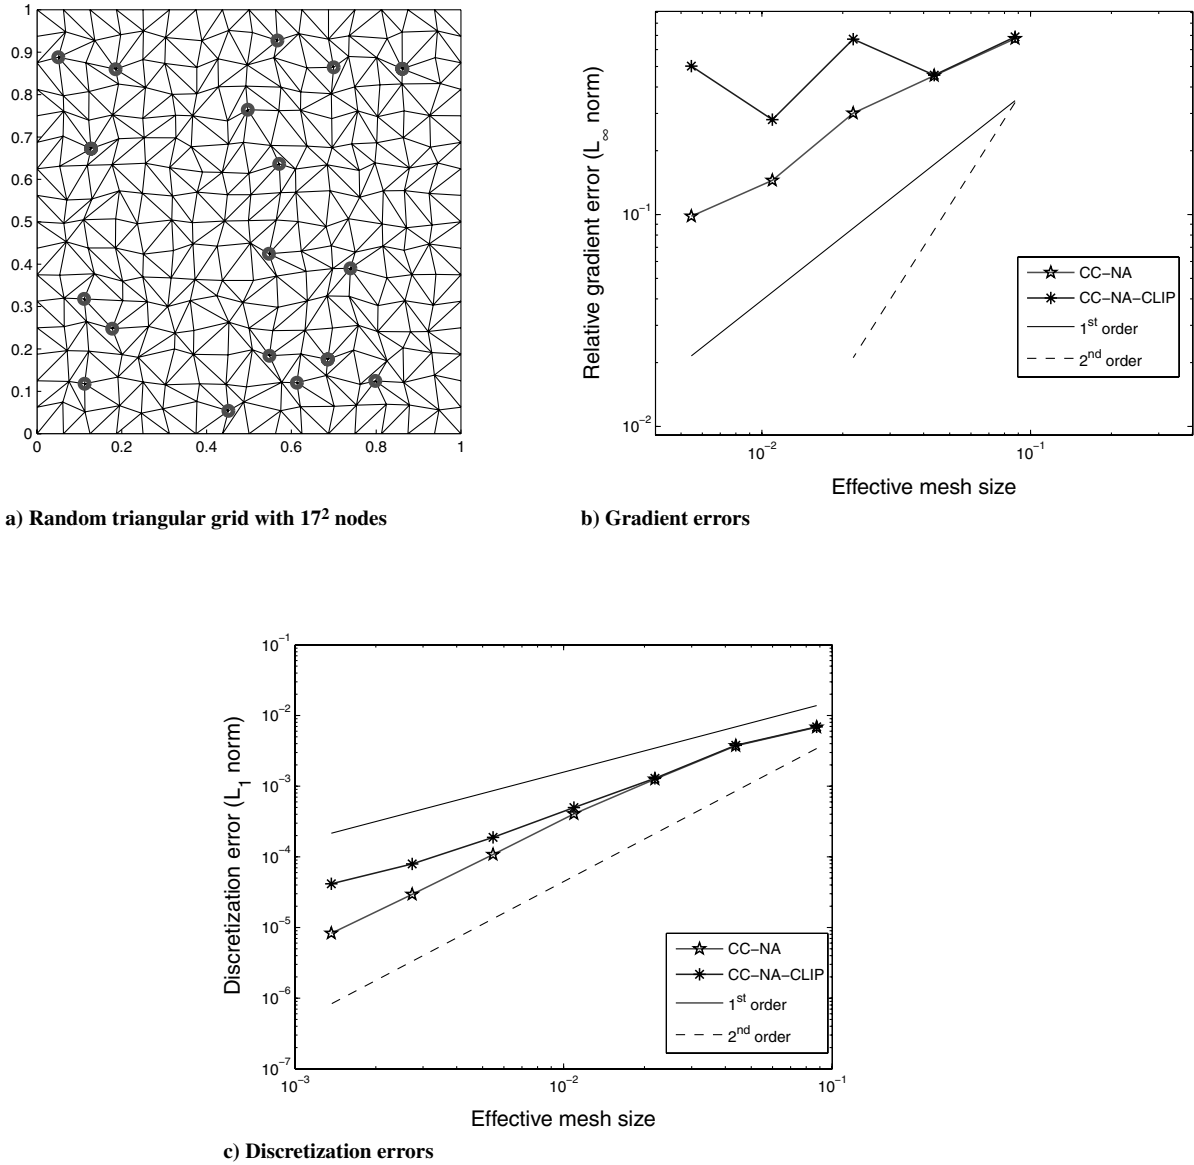 1
0.9
0.8
0.7
0.6
0.5
0.4
0.3
0.2
0.1
0
0 0.2 0.4 0.6 0.8 1
a) Random triangular grid with 17² nodes
Relative gradient error (L∞ norm)
10⁻¹
10⁻²
CC−NA
CC−NA−CLIP
1ˢᵗ order
2ⁿᵈ order
10⁻² 10⁻¹
Effective mesh size
b) Gradient errors
Discretization error (L₁ norm)
10⁻¹
10⁻²
10⁻³
10⁻⁴
10⁻⁵
10⁻⁶
10⁻⁷
CC−NA
CC−NA−CLIP
1ˢᵗ order
2ⁿᵈ order
10⁻³ 10⁻² 10⁻¹
Effective mesh size
c) Discretization errors